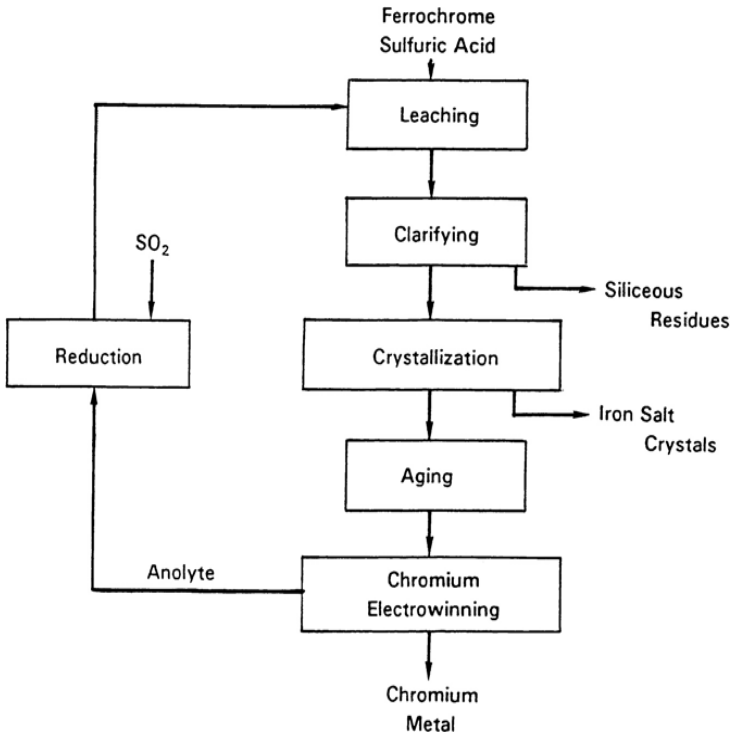 Ferrochrome
Sulfuric Acid
Leaching
Clarifying
SO₂
Siliceous
Residues
Reduction
Crystallization
Iron Salt
Crystals
Aging
Anolyte
Chromium
Electrowinning
Chromium
Metal